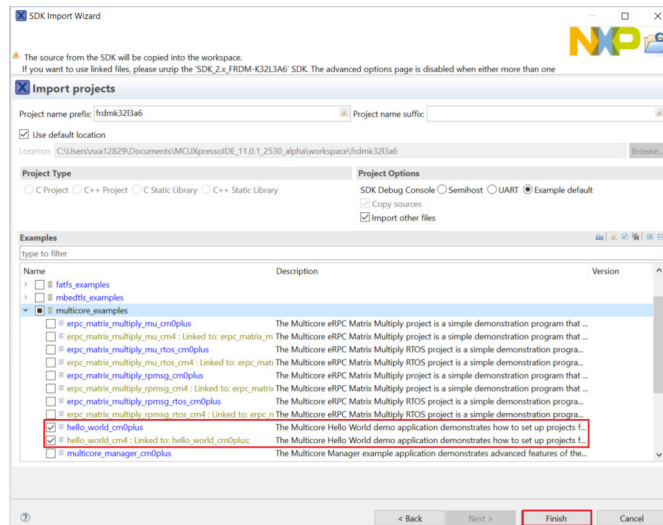 SDK Import Wizard
NXP
The source from the SDK will be copied into the workspace.
If you want to use linked files, please unzip the 'SDK_2.x_FRDM-K32L3A6' SDK. The advanced options page is disabled when either more than one
Import projects
Project name prefix: frdmk32l3a6 Project name suffix:
Use default location
Location: C:\Users\nxa12829\Documents\MCUXpressoIDE_11.0.1_2530_alpha\workspace\frdmk32l3a6 Browse...
Project Type Project Options
C Project C++ Project C Static Library C++ Static Library SDK Debug Console Semihost UART Example default
Copy sources
Import other files
Examples
type to filter
Name Description Version
fatfs_examples
mbedtls_examples
multicore_examples
erpc_matrix_multiply_mu_cm0plus The Multicore eRPC Matrix Multiply project is a simple demonstration program that ...
erpc_matrix_multiply_mu_cm4 : Linked to: erpc_matrix_m The Multicore eRPC Matrix Multiply project is a simple demonstration program that ...
erpc_matrix_multiply_mu_rtos_cm0plus The Multicore eRPC Matrix Multiply RTOS project is a simple demonstration progra...
erpc_matrix_multiply_mu_rtos_cm4 : Linked to: erpc_mat The Multicore eRPC Matrix Multiply RTOS project is a simple demonstration progra...
erpc_matrix_multiply_rpmsg_cm0plus The Multicore eRPC Matrix Multiply project is a simple demonstration program that ...
erpc_matrix_multiply_rpmsg_cm4 : Linked to: erpc_matrix The Multicore eRPC Matrix Multiply project is a simple demonstration program that ...
erpc_matrix_multiply_rpmsg_rtos_cm0plus The Multicore eRPC Matrix Multiply RTOS project is a simple demonstration progra...
erpc_matrix_multiply_rpmsg_rtos_cm4 : Linked to: erpc_n The Multicore eRPC Matrix Multiply RTOS project is a simple demonstration progra...
hello_world_cm0plus The Multicore Hello World demo application demonstrates how to set up projects f...
hello_world_cm4 : Linked to: hello_world_cm0plus; The Multicore Hello World demo application demonstrates how to set up projects f...
multicore_manager_cm0plus The Multicore Manager example application demonstrates advanced features of the...
< Back Next > Finish Cancel